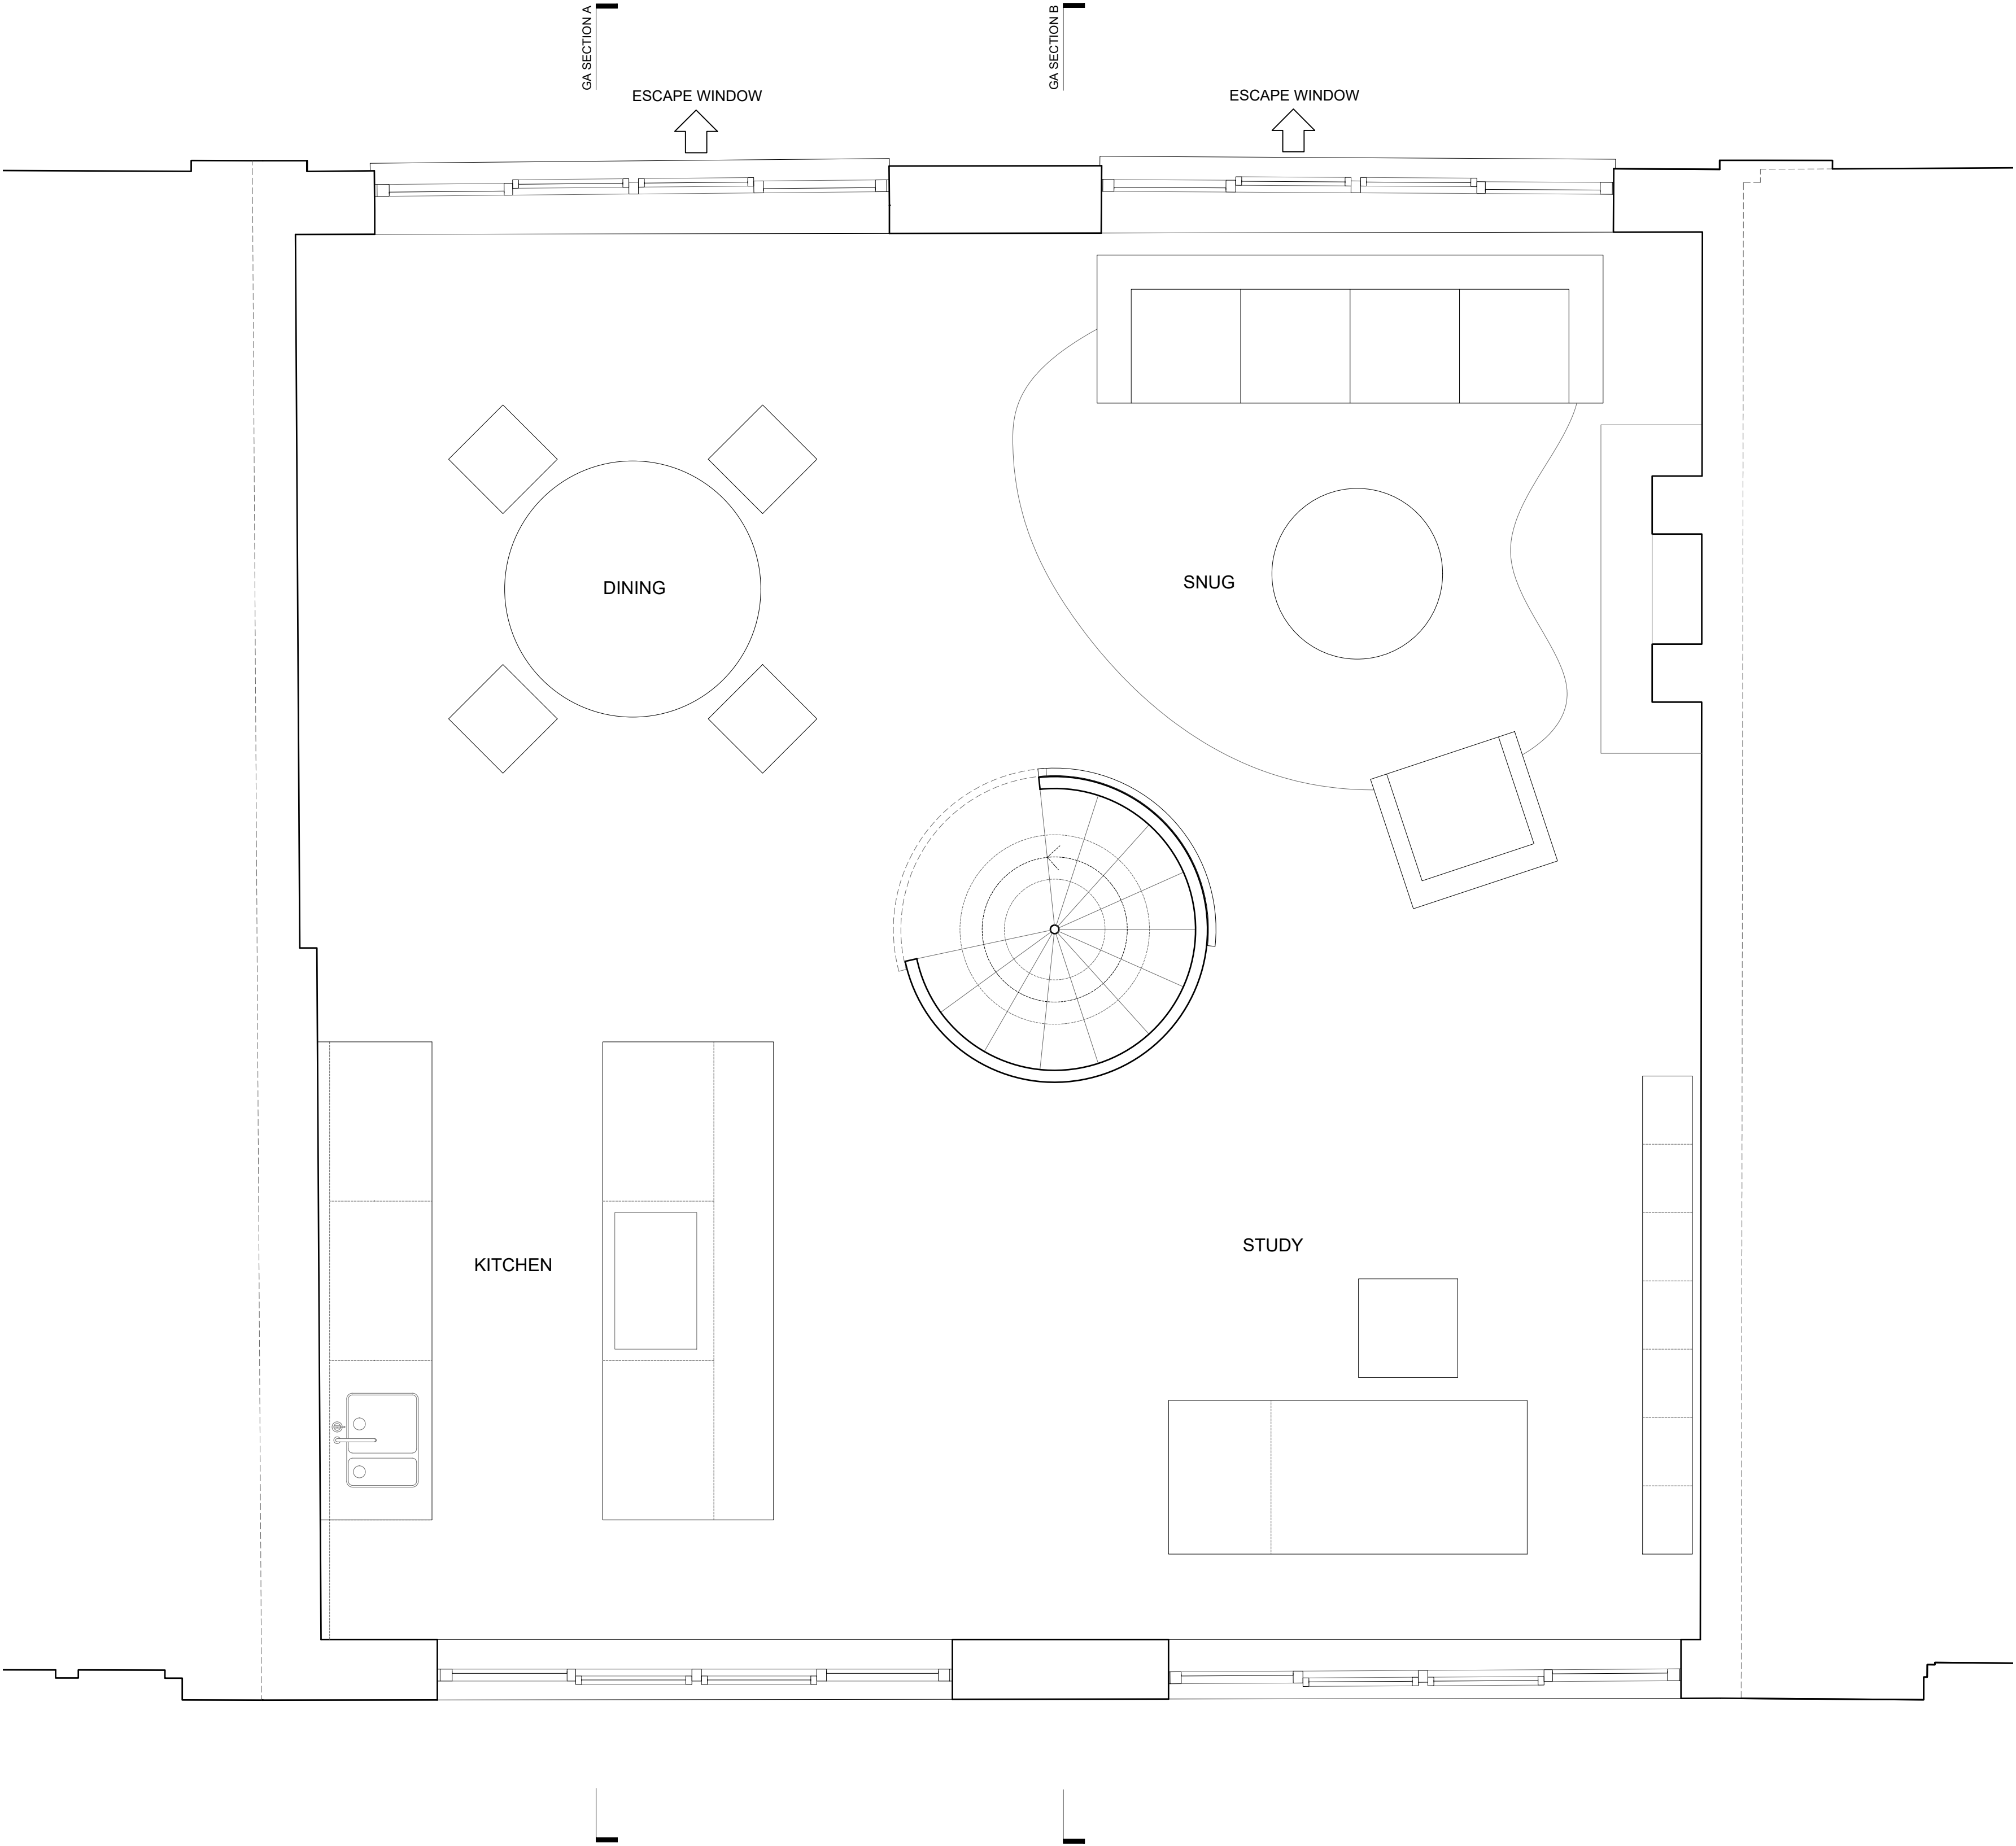 GA SECTION A
GA SECTION B
ESCAPE WINDOW
ESCAPE WINDOW
DINING
SNUG
KITCHEN
STUDY